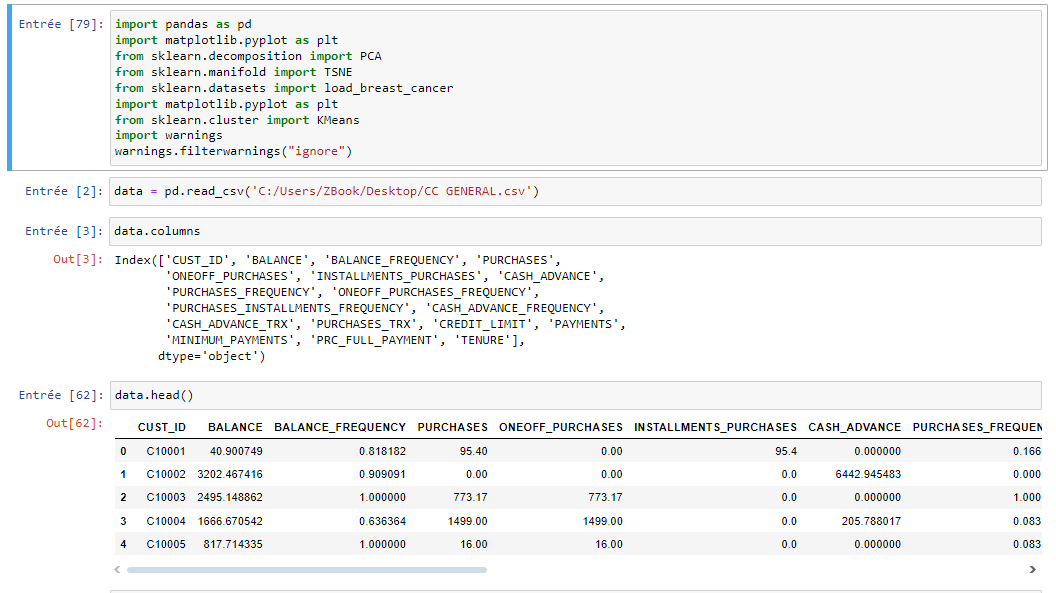 Entrée [79]: import pandas as pd
import matplotlib.pyplot as plt
from sklearn.decomposition import PCA
from sklearn.manifold import TSNE
from sklearn.datasets import load_breast_cancer
import matplotlib.pyplot as plt
from sklearn.cluster import KMeans
import warnings
warnings.filterwarnings("ignore")
Entrée [2]: data = pd.read_csv('C:/Users/ZBook/Desktop/CC GENERAL.csv')
Entrée [3]: data.columns
Out[3]: Index(['CUST_ID', 'BALANCE', 'BALANCE_FREQUENCY', 'PURCHASES',
'ONEOFF_PURCHASES', 'INSTALLMENTS_PURCHASES', 'CASH_ADVANCE',
'PURCHASES_FREQUENCY', 'ONEOFF_PURCHASES_FREQUENCY',
'PURCHASES_INSTALLMENTS_FREQUENCY', 'CASH_ADVANCE_FREQUENCY',
'CASH_ADVANCE_TRX', 'PURCHASES_TRX', 'CREDIT_LIMIT', 'PAYMENTS',
'MINIMUM_PAYMENTS', 'PRC_FULL_PAYMENT', 'TENURE'],
dtype='object')
Entrée [62]: data.head()
Out[62]: CUST_ID BALANCE BALANCE_FREQUENCY PURCHASES ONEOFF_PURCHASES INSTALLMENTS_PURCHASES CASH_ADVANCE PURCHASES_FREQUEN
0 C10001 40.900749 0.818182 95.40 0.00 95.4 0.000000 0.166
1 C10002 3202.467416 0.909091 0.00 0.00 0.0 6442.945483 0.000
2 C10003 2495.148862 1.000000 773.17 773.17 0.0 0.000000 1.000
3 C10004 1666.670542 0.636364 1499.00 1499.00 0.0 205.788017 0.083
4 C10005 817.714335 1.000000 16.00 16.00 0.0 0.000000 0.083